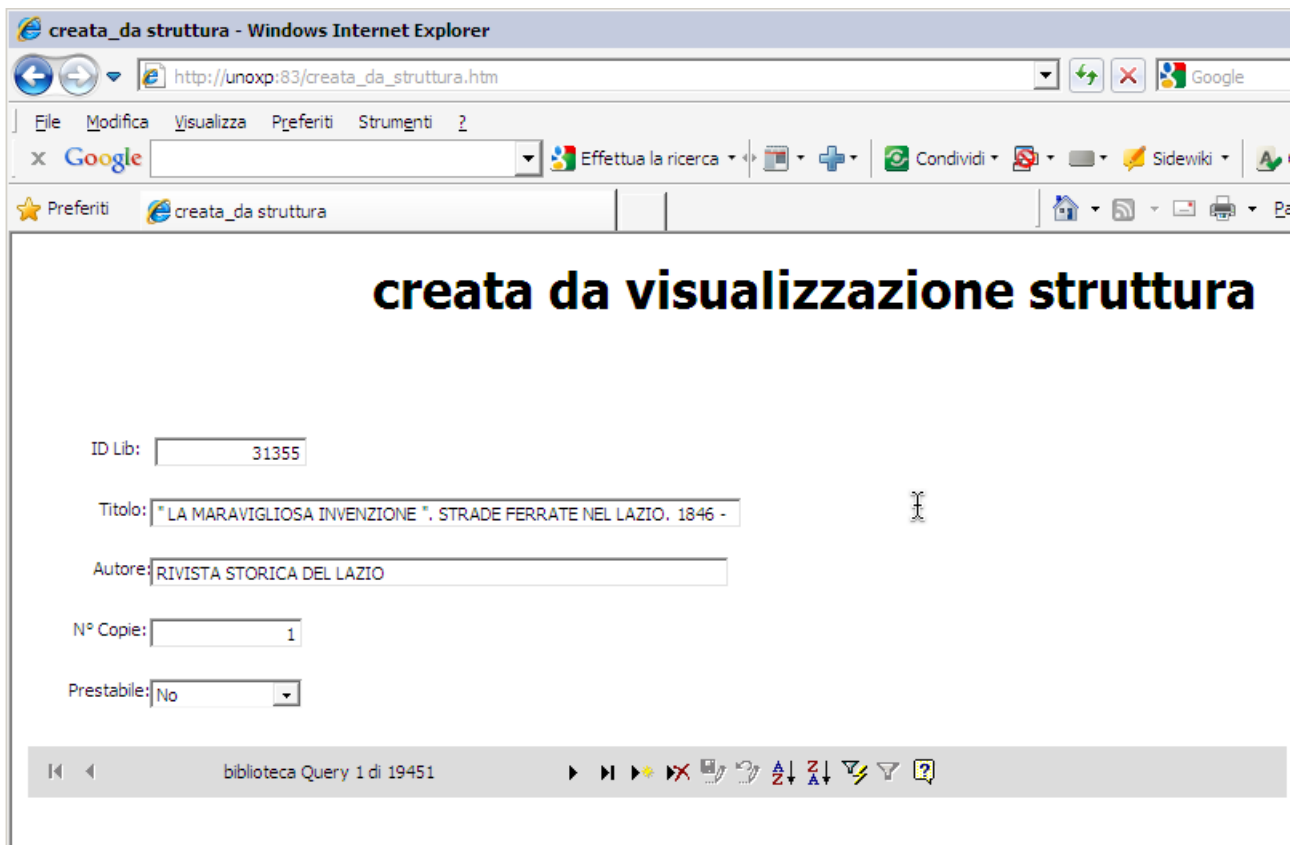 creata_da struttura - Windows Internet Explorer
http://unoxp:83/creata_da_struttura.htm
Google
File Modifica Visualizza Preferiti Strumenti ?
x Google Effettua la ricerca Condividi Sidewiki
Preferiti creata_da struttura
creata da visualizzazione struttura
ID Lib: 31355
Titolo: " LA MARAVIGLIOSA INVENZIONE ". STRADE FERRATE NEL LAZIO. 1846 -
Autore: RIVISTA STORICA DEL LAZIO
N° Copie: 1
Prestabile: No
biblioteca Query 1 di 19451